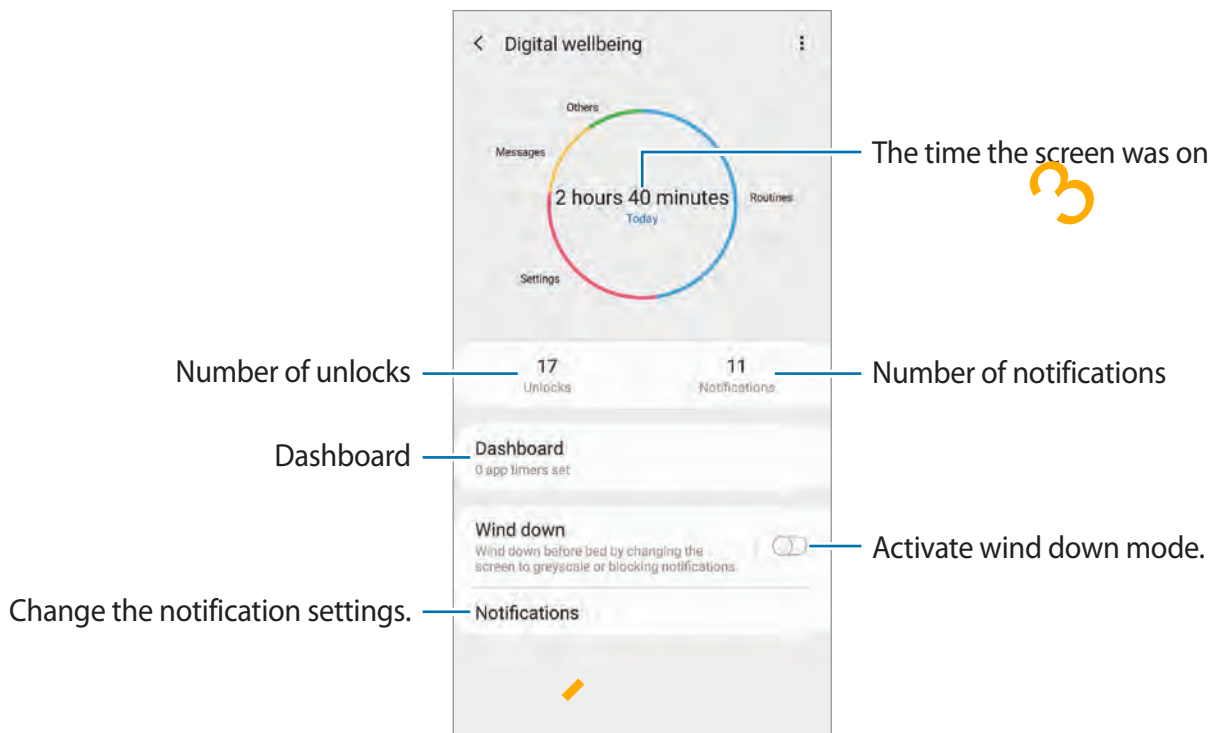 Digital wellbeing
Others
Messages
The time the screen was on
3
2 hours 40 minutes
Routines
Today
Settings
Number of unlocks
17
Unlocks
11
Notifications
Number of notifications
Dashboard
Dashboard
0 app timers set
Wind down
Wind down before bed by changing the
screen to greyscale or blocking notifications.
Activate wind down mode.
Change the notification settings.
Notifications